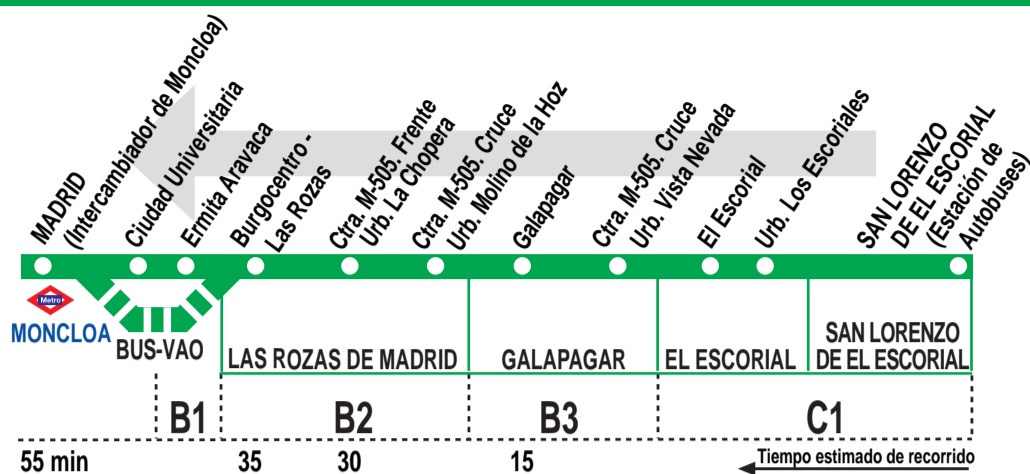 MADRID
(Intercambiador de Moncloa)
Ciudad Universitaria
Ermita Aravaca
Burgocentro -
Las Rozas
Ctra. M-505. Frente
Urb. La Chopera
Ctra. M-505. Cruce
Urb. Molino de la Hoz
Galapagar
Ctra. M-505. Cruce
Urb. Vista Nevada
El Escorial
Urb. Los Escoriales
SAN LORENZO
DE EL ESCORIAL
(Estación de
Autobuses)
Metro
MONCLOA
BUS-VAO
LAS ROZAS DE MADRID
GALAPAGAR
EL ESCORIAL
SAN LORENZO
DE EL ESCORIAL
B1
B2
B3
C1
55 min
35
30
15
Tiempo estimado de recorrido